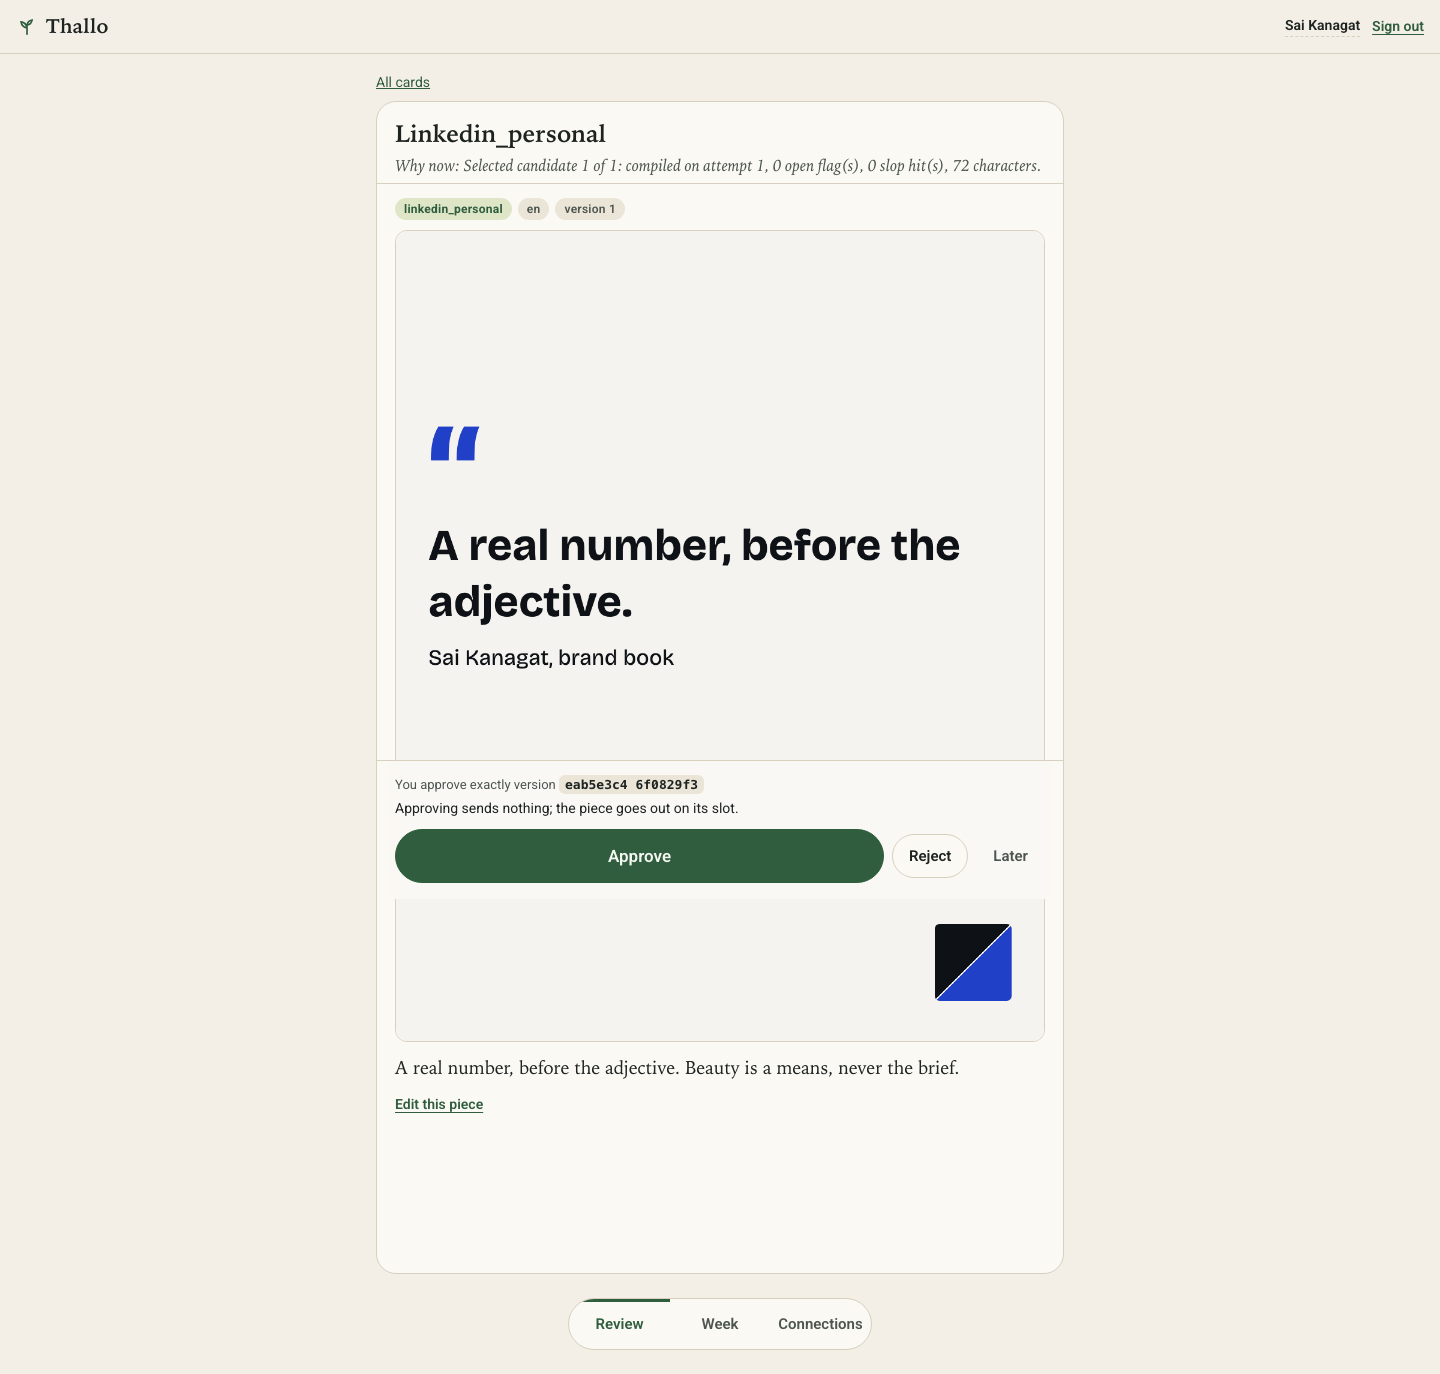 Thallo
Sai Kanagat
Sign out
All cards
Linkedin_personal
Why now: Selected candidate 1 of 1: compiled on attempt 1, 0 open flag(s), 0 slop hit(s), 72 characters.
linkedin_personal
en
version 1
“
A real number, before the
adjective.
Sai Kanagat, brand book
You approve exactly version eab5e3c4 6f0829f3
Approving sends nothing; the piece goes out on its slot.
Approve
Reject
Later
A real number, before the adjective. Beauty is a means, never the brief.
Edit this piece
Review
Week
Connections